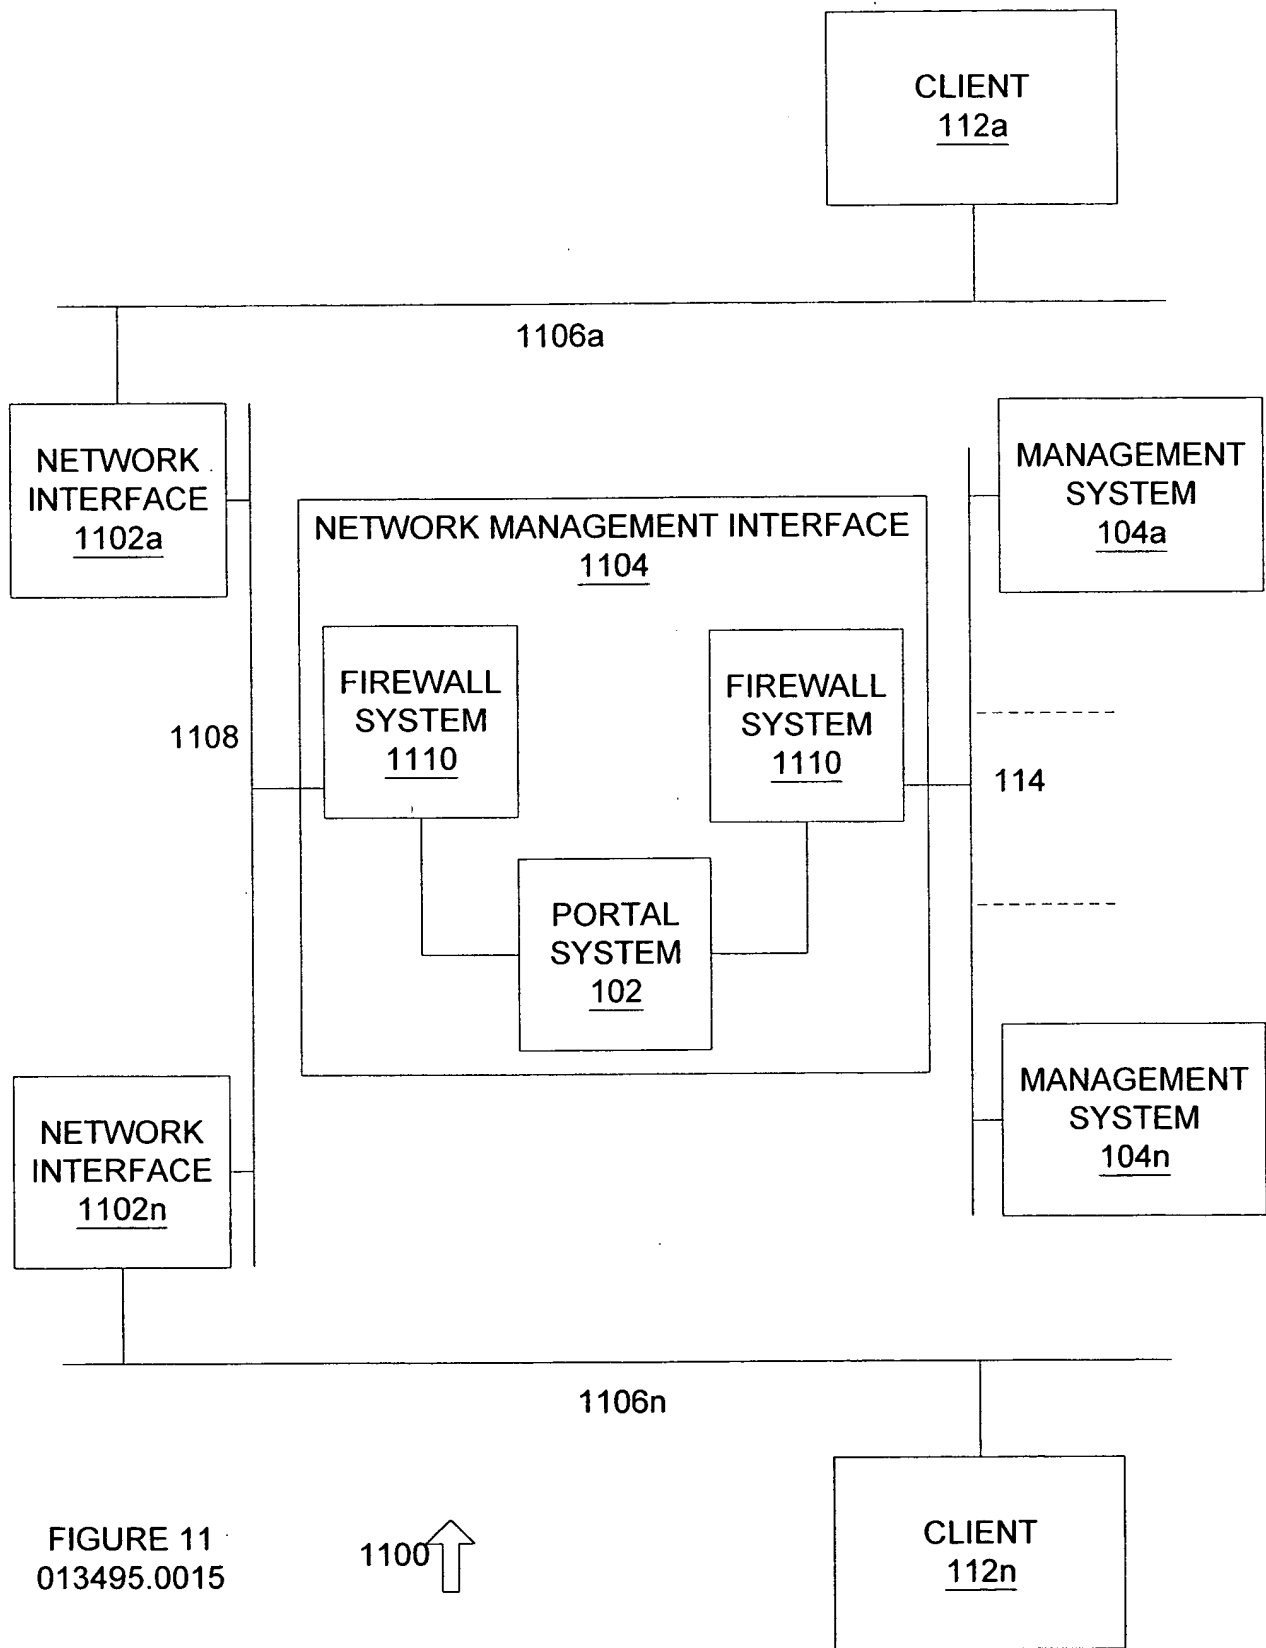 CLIENT
112a
1106a
NETWORK
INTERFACE
1102a
MANAGEMENT
SYSTEM
104a
NETWORK MANAGEMENT INTERFACE
1104
FIREWALL
SYSTEM
1110
FIREWALL
SYSTEM
1110
1108
114
PORTAL
SYSTEM
102
NETWORK
INTERFACE
1102n
MANAGEMENT
SYSTEM
104n
1106n
CLIENT
112n
FIGURE 11
013495.0015
1100